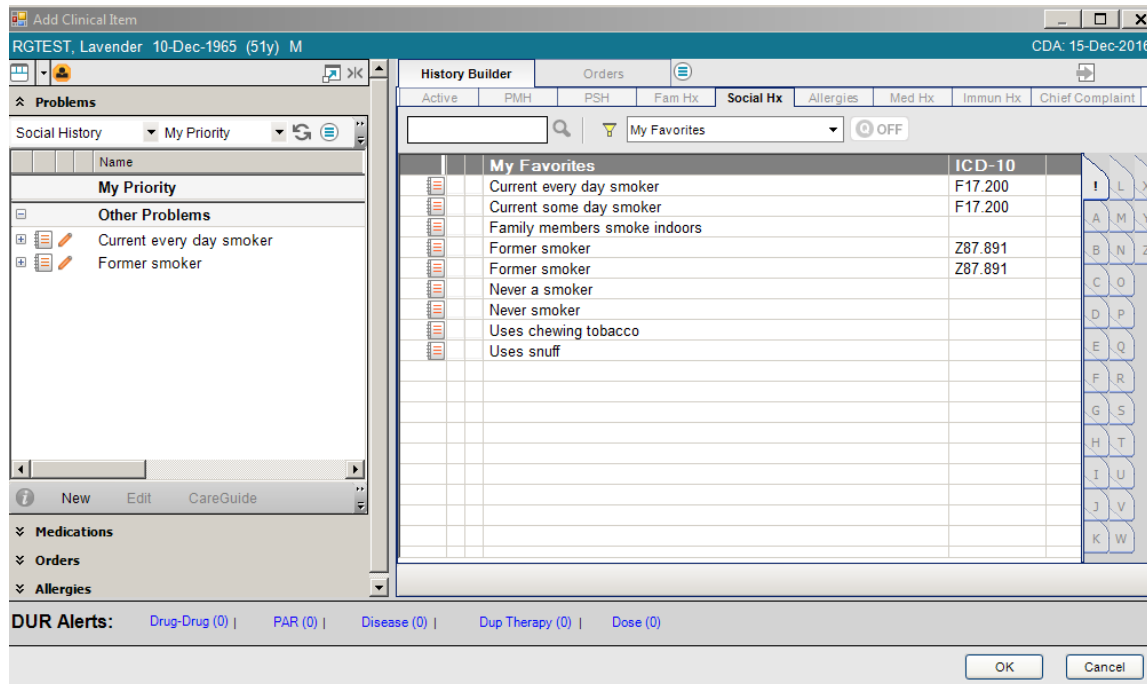 Add Clinical Item
RGTEST, Lavender 10-Dec-1965 (51y) M CDA: 15-Dec-2016
Problems
Social History My Priority
Name
My Priority
Other Problems
Current every day smoker
Former smoker
New Edit CareGuide
Medications
Orders
Allergies
History Builder Orders
Active PMH PSH Fam Hx Social Hx Allergies Med Hx Immun Hx Chief Complaint
My Favorites OFF
My Favorites ICD-10
Current every day smoker F17.200
Current some day smoker F17.200
Family members smoke indoors
Former smoker Z87.891
Former smoker Z87.891
Never a smoker
Never smoker
Uses chewing tobacco
Uses snuff
! L X
A M
B N Z
C O
D P
E Q
F R
G S
H T
I U
J V
K W
DUR Alerts: Drug-Drug (0) | PAR (0) | Disease (0) | Dup Therapy (0) | Dose (0)
OK Cancel